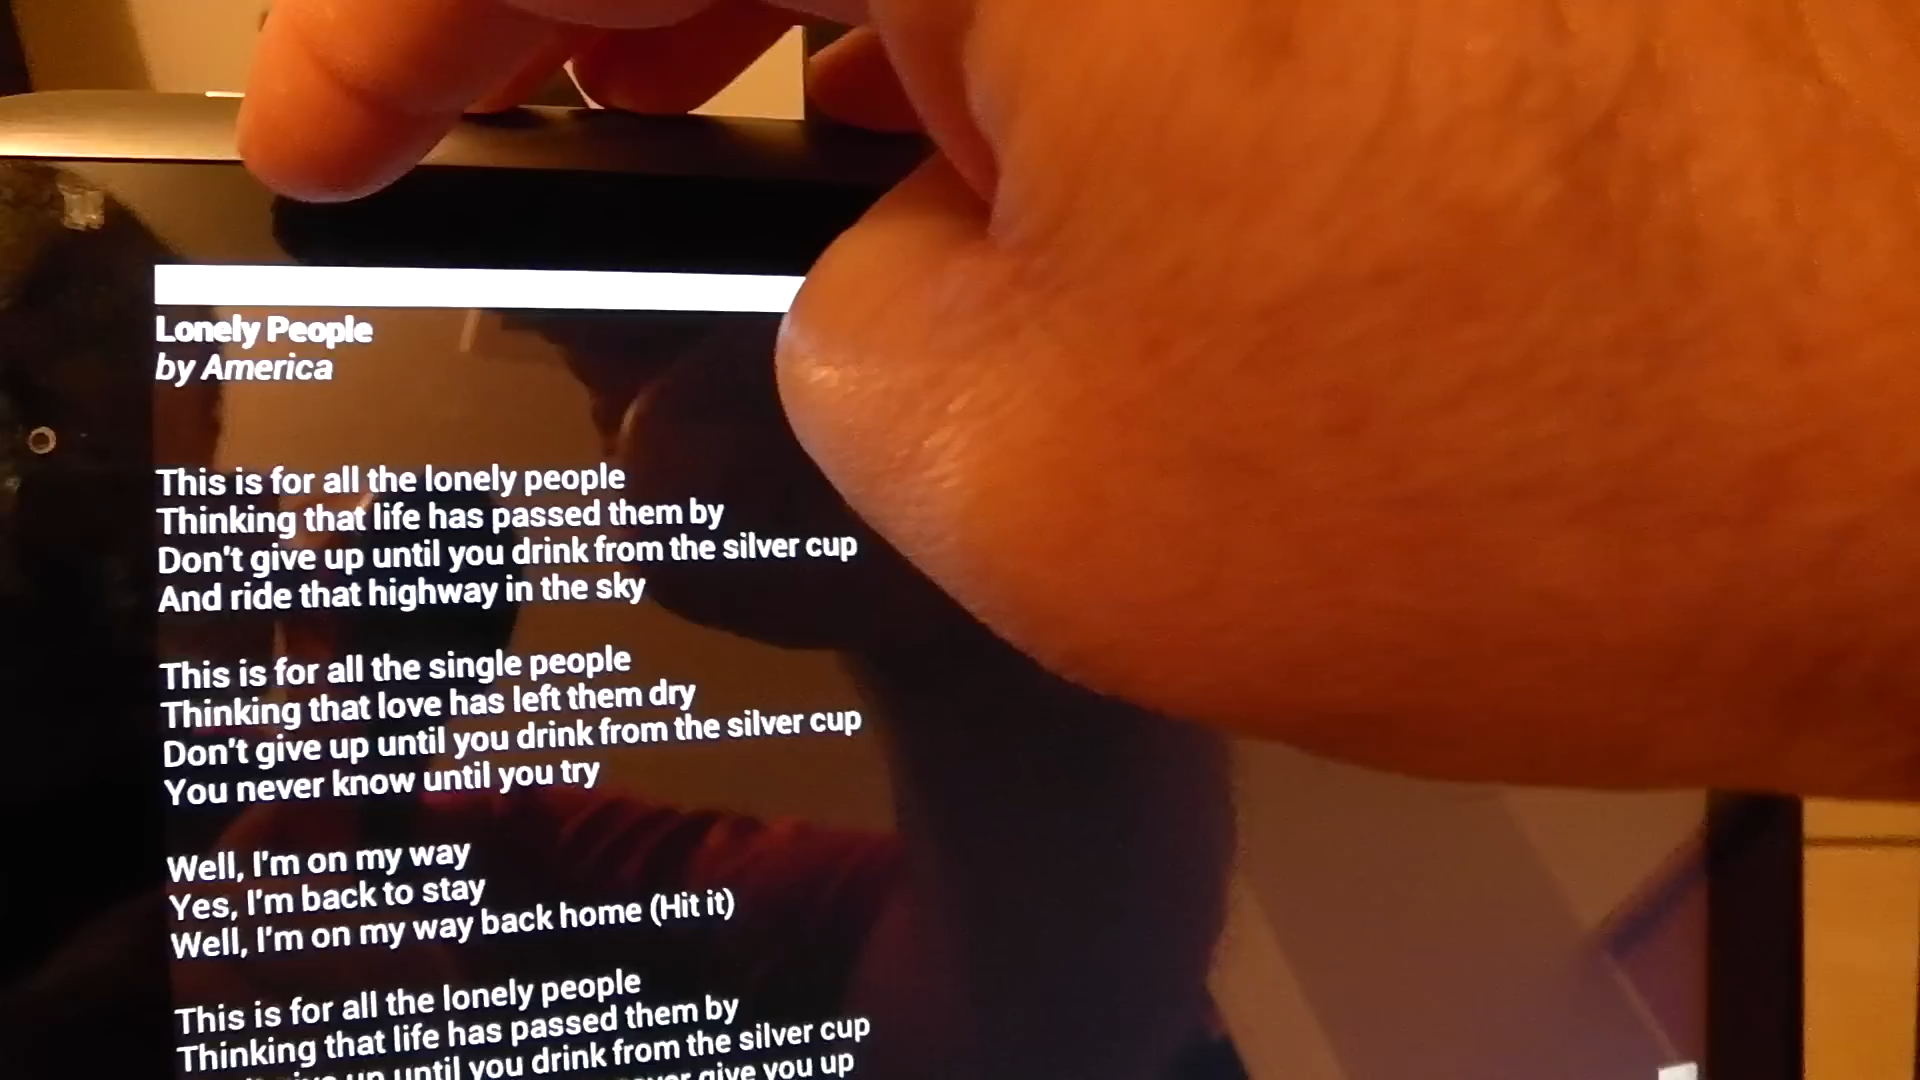 Lonely People
by America
This is for all the lonely people
Thinking that life has passed them by
Don't give up until you drink from the silver cup
And ride that highway in the sky
This is for all the single people
Thinking that love has left them dry
Don't give up until you drink from the silver cup
You never know until you try
Well, I'm on my way
Yes, I'm back to stay
Well, I'm on my way back home (Hit it)
This is for all the lonely people
Thinking that life has passed them by
up until you drink from the silver cup
give you up